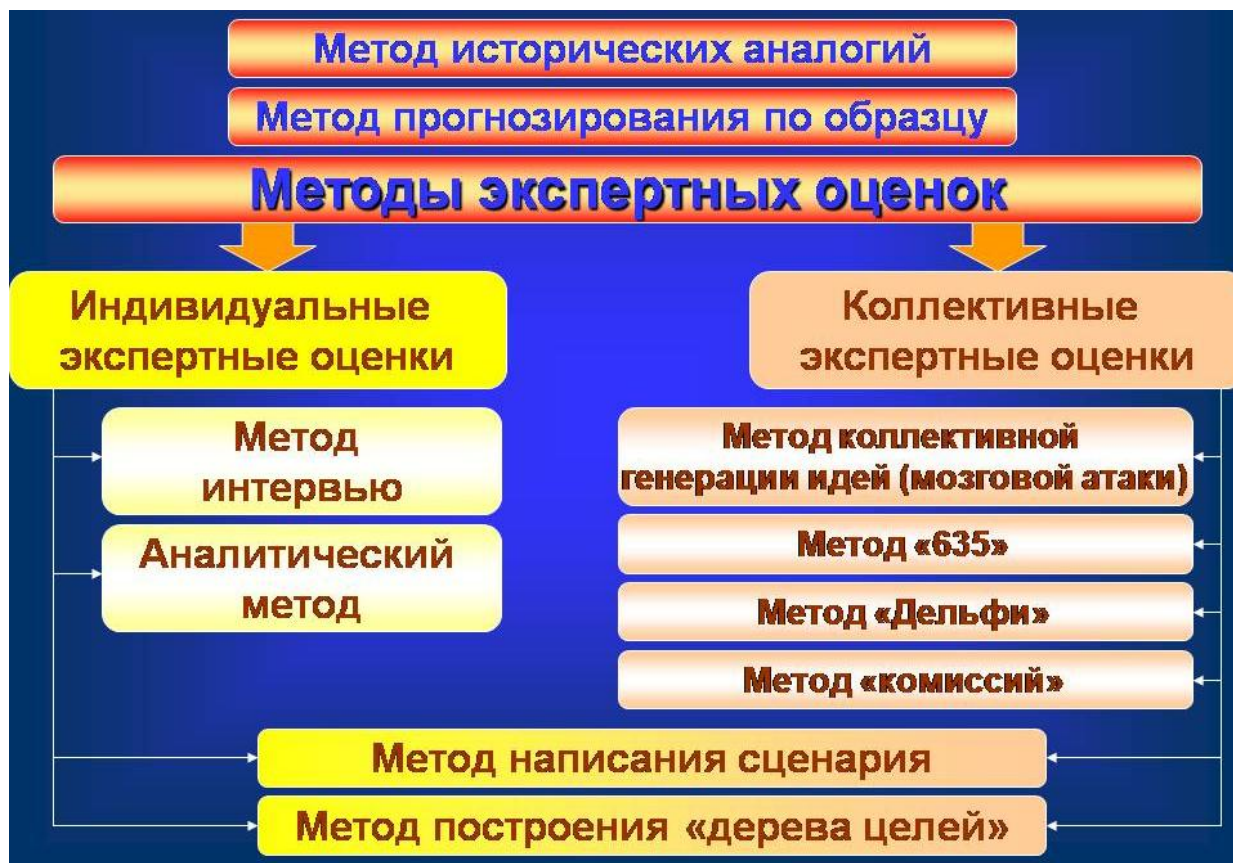 Метод исторических аналогий
Метод прогнозирования по образцу
Методы экспертных оценок
Индивидуальные
экспертные оценки
Метод
интервью
Аналитический
метод
Коллективные
экспертные оценки
Метод коллективной
генерации идей (мозговой атаки)
Метод «635»
Метод «Дельфи»
Метод «комиссий»
Метод написания сценария
Метод построения «дерева целей»